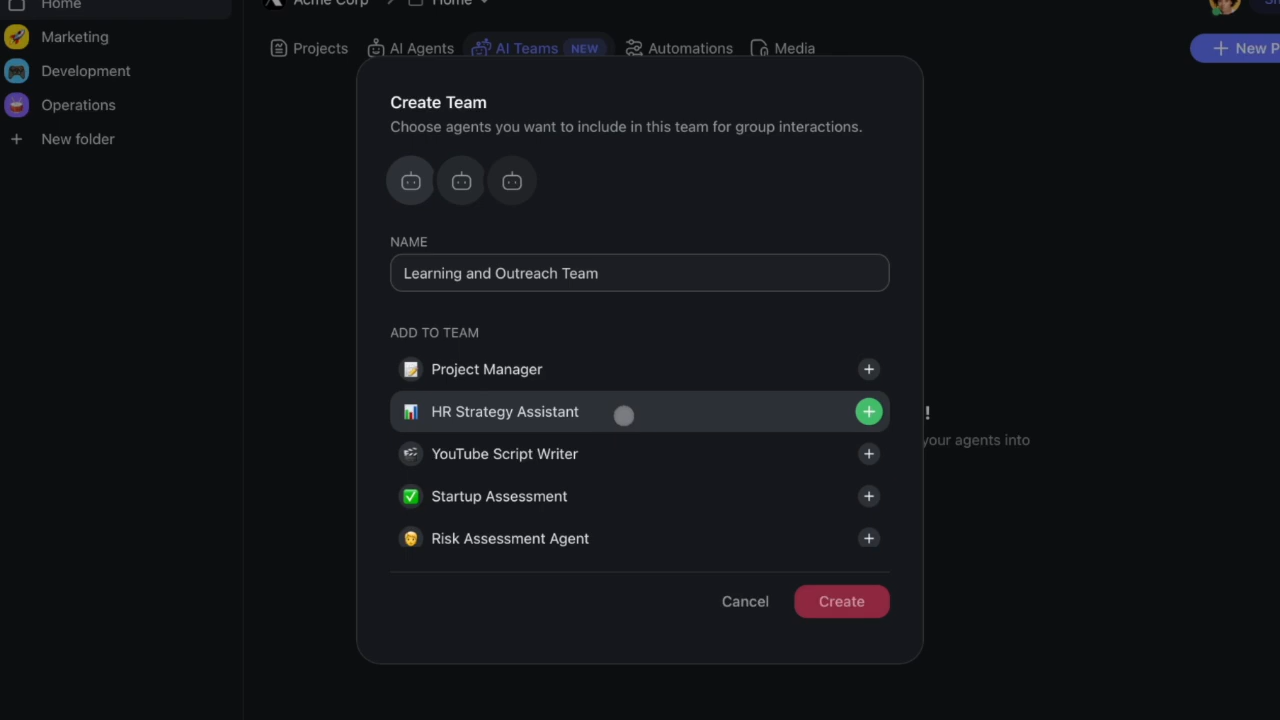 Home
Marketing
Development
Operations
New folder
Acme Corp
Home
Projects
AI Agents
AI Teams NEW
Automations
Media
New P
Create Team
Choose agents you want to include in this team for group interactions.
NAME
Learning and Outreach Team
ADD TO TEAM
Project Manager
HR Strategy Assistant
YouTube Script Writer
Startup Assessment
Risk Assessment Agent
!
your agents into
Cancel
Create